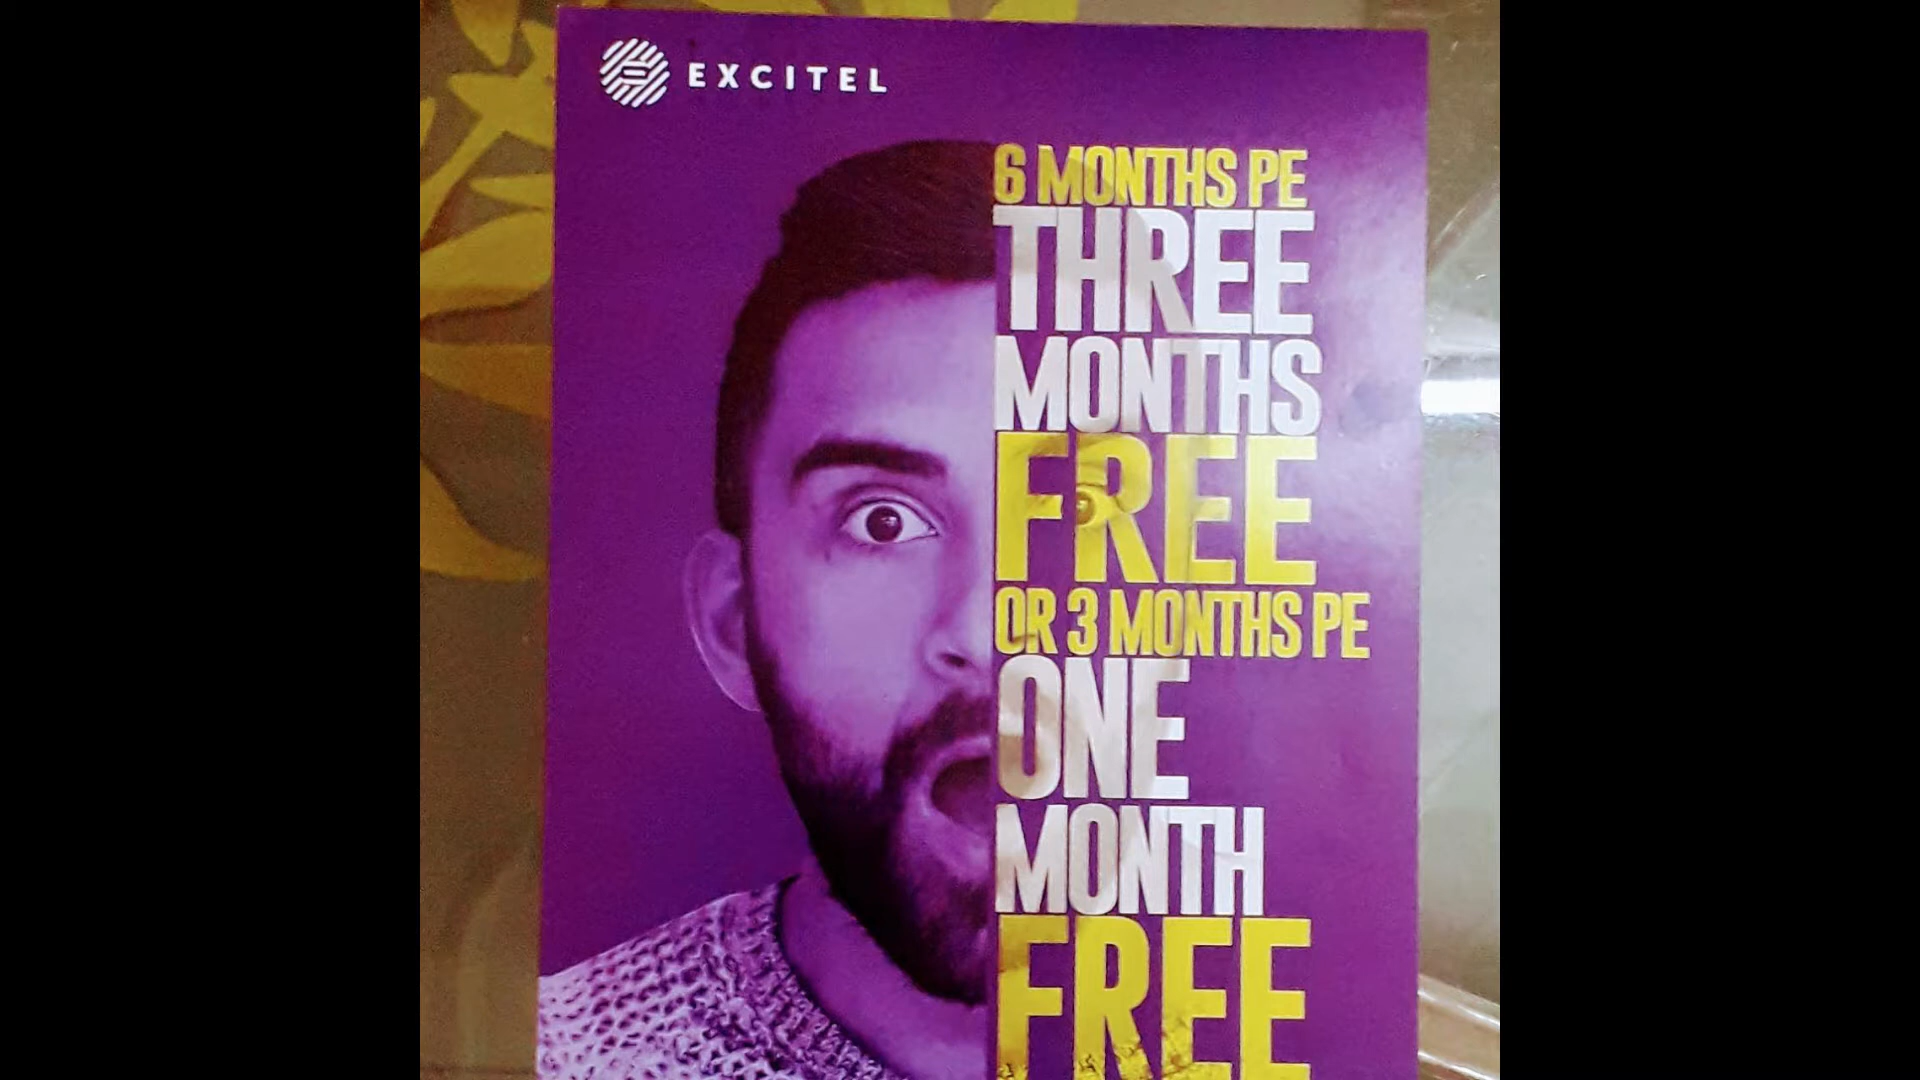 EXCITEL
6 MONTHS PE
THREE
MONTHS
FREE
OR 3 MONTHS PE
ONE
MONTH
FREE